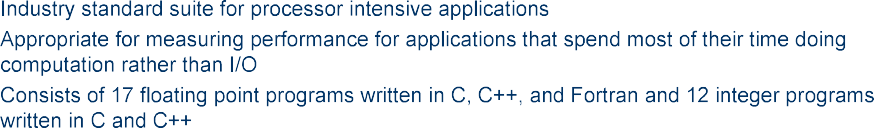 Industry standard suite for processor intensive applications
Appropriate for measuring performance for applications that spend most of their time doing
computation rather than I/O
Consists of 17 floating point programs written in C, C++, and Fortran and 12 integer programs
written in C and C++